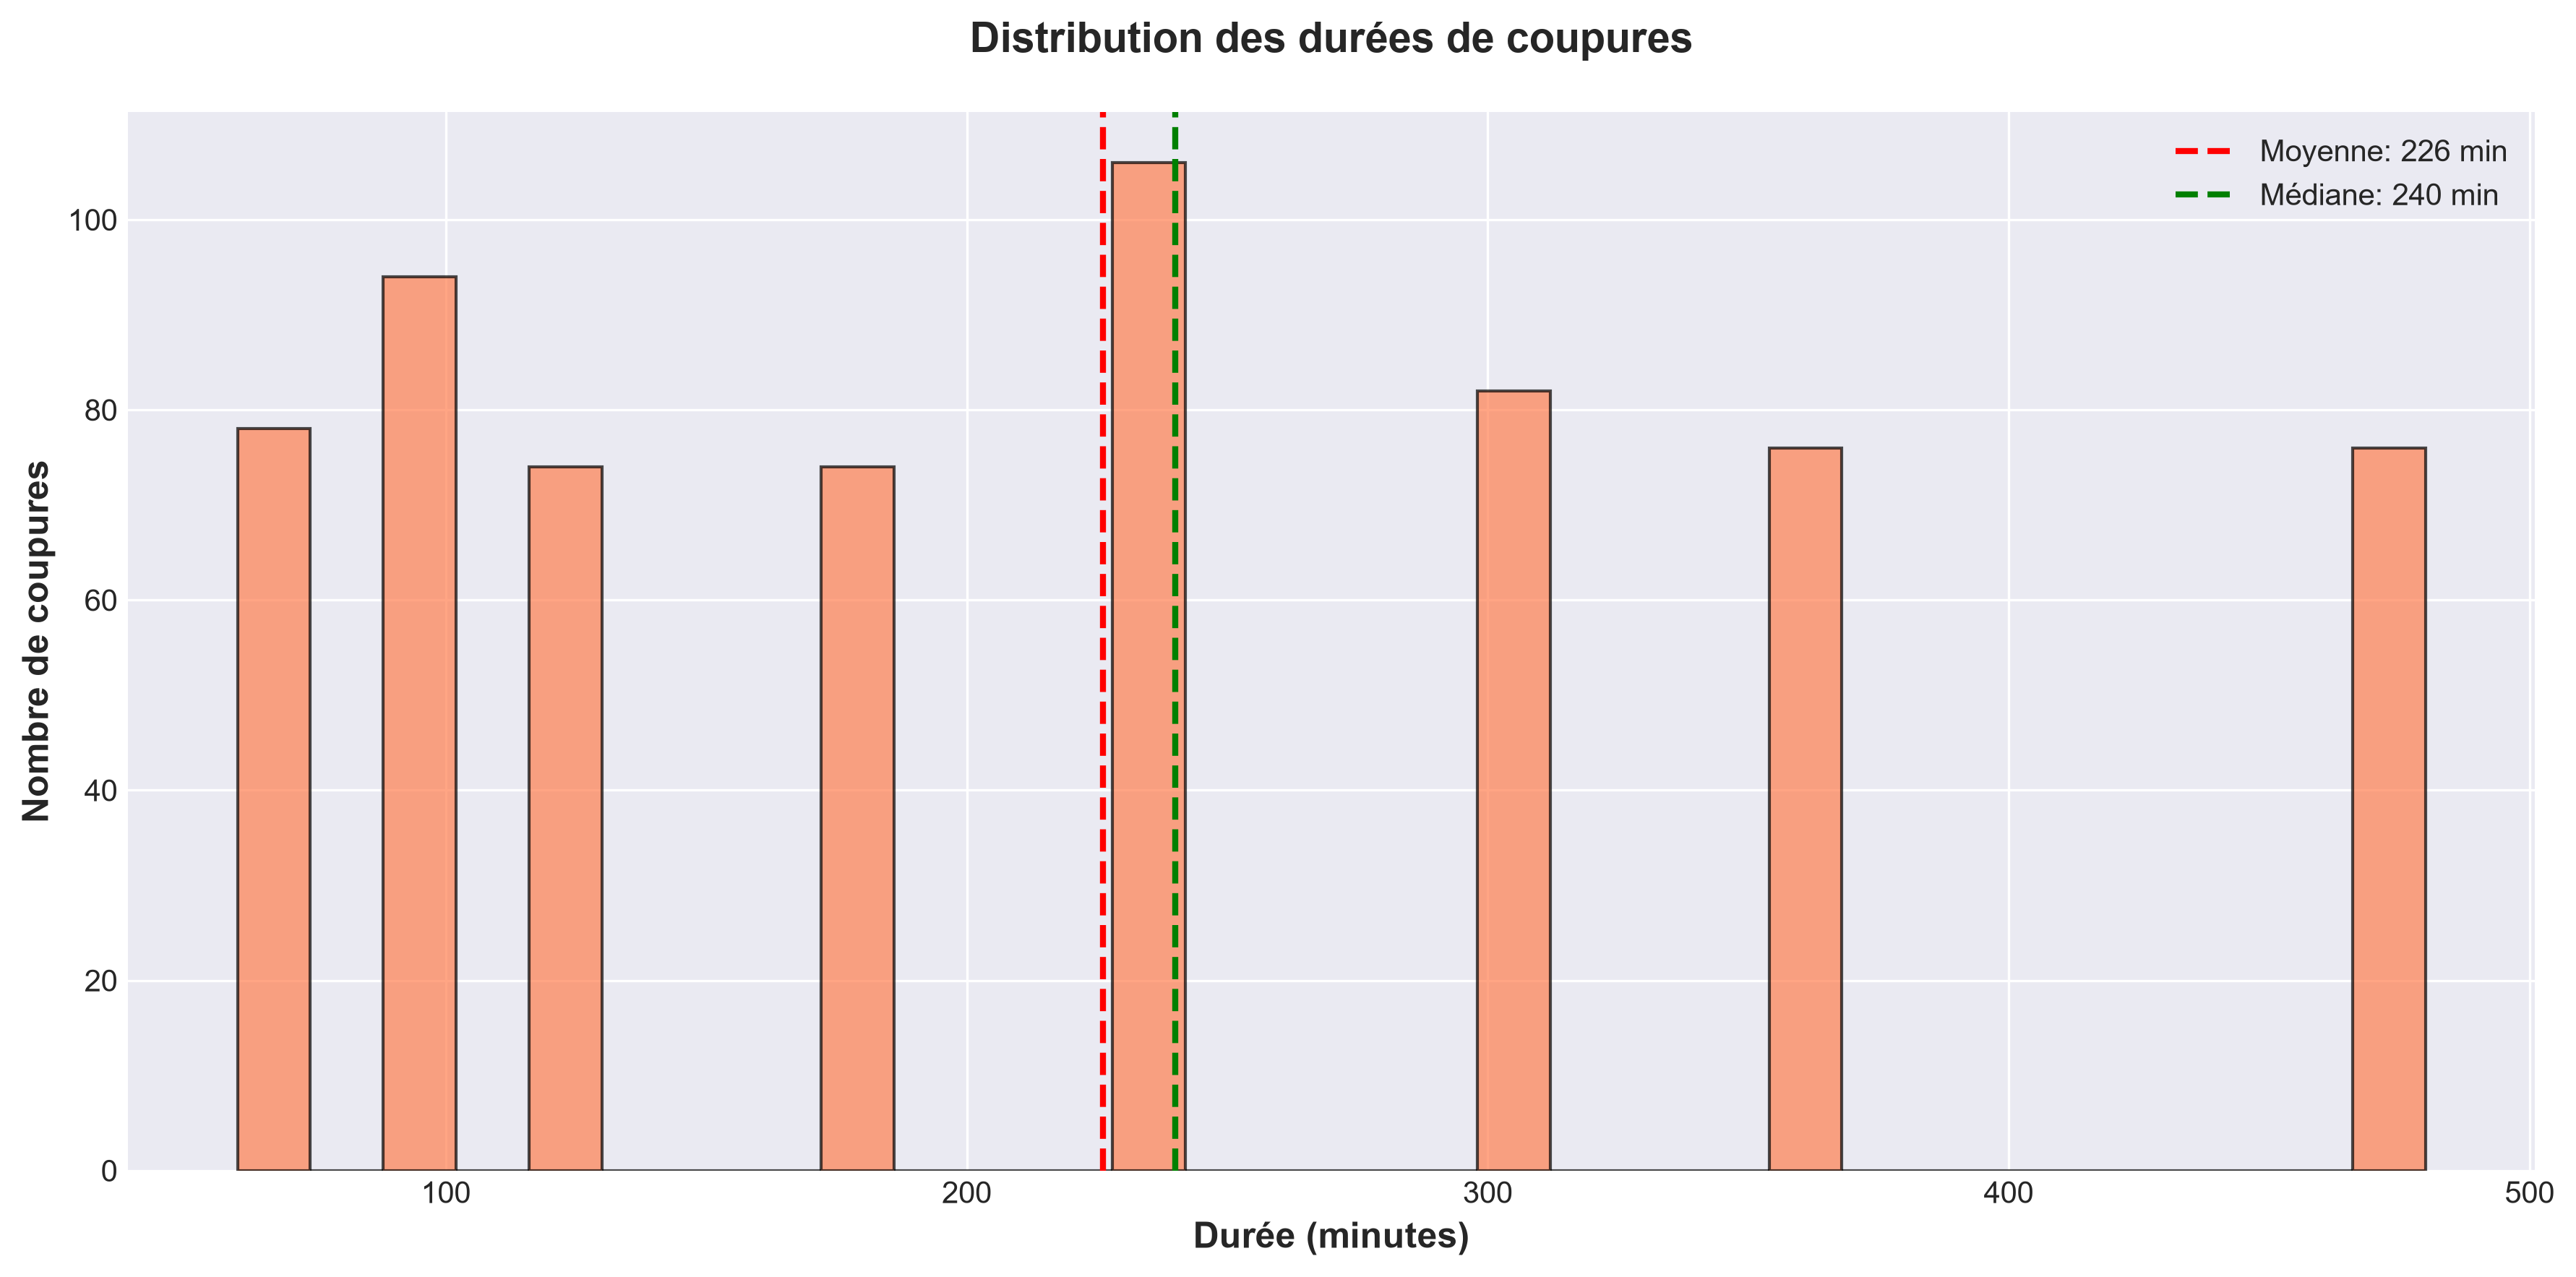 Distribution des durées de coupures
Moyenne: 226 min
Médiane: 240 min
Nombre de coupures
100
80
60
40
20
0
100
200
300
400
500
Durée (minutes)